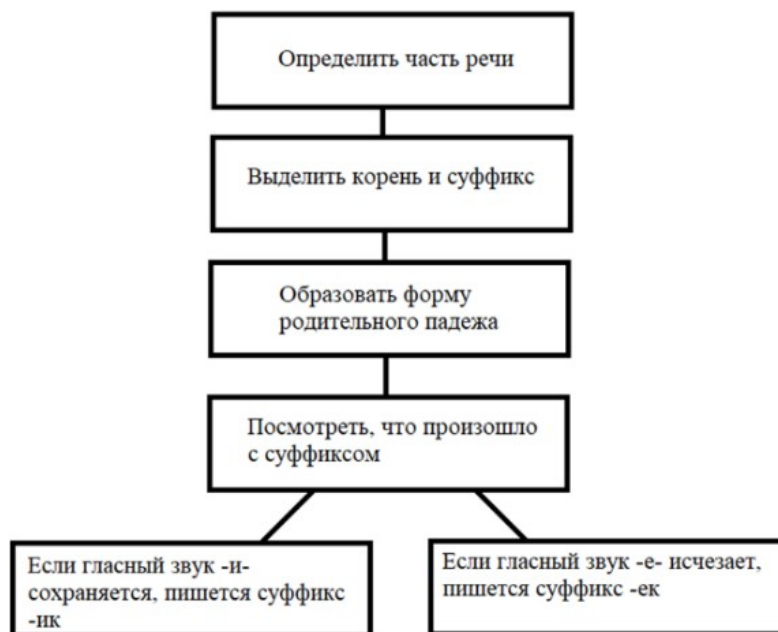 Определить часть речи
Выделить корень и суффикс
Образовать форму
родительного падежа
Посмотреть, что произошло
с суффиксом
Если гласный звук -и-
сохраняется, пишется суффикс
-ик
Если гласный звук -е- исчезает,
пишется суффикс -ек